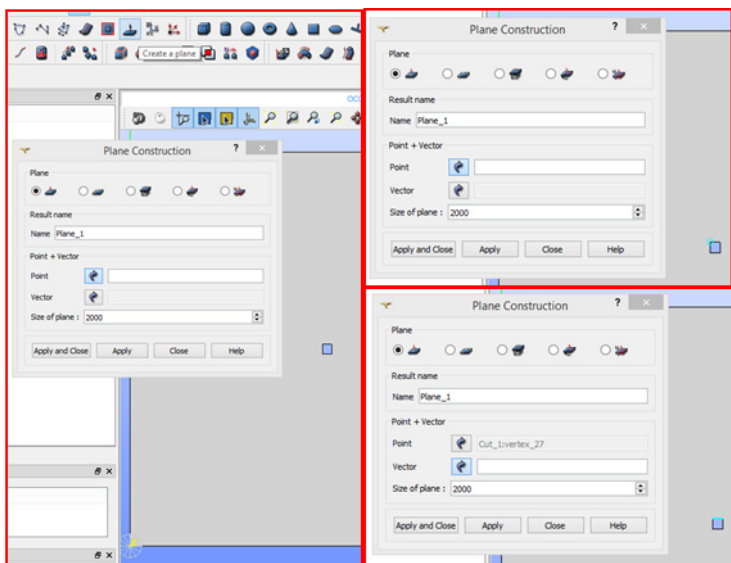 Create a plane
OCC
Plane Construction ? ×
Plane
Result name
Name Plane_1
Point + Vector
Point
Vector
Size of plane : 2000
Apply and Close Apply Close Help
Plane Construction ? ×
Plane
Result name
Name Plane_1
Point + Vector
Point
Vector
Size of plane : 2000
Apply and Close Apply Close Help
Plane Construction ? ×
Plane
Result name
Name Plane_1
Point + Vector
Point Cut_1:vertex_27
Vector
Size of plane : 2000
Apply and Close Apply Close Help